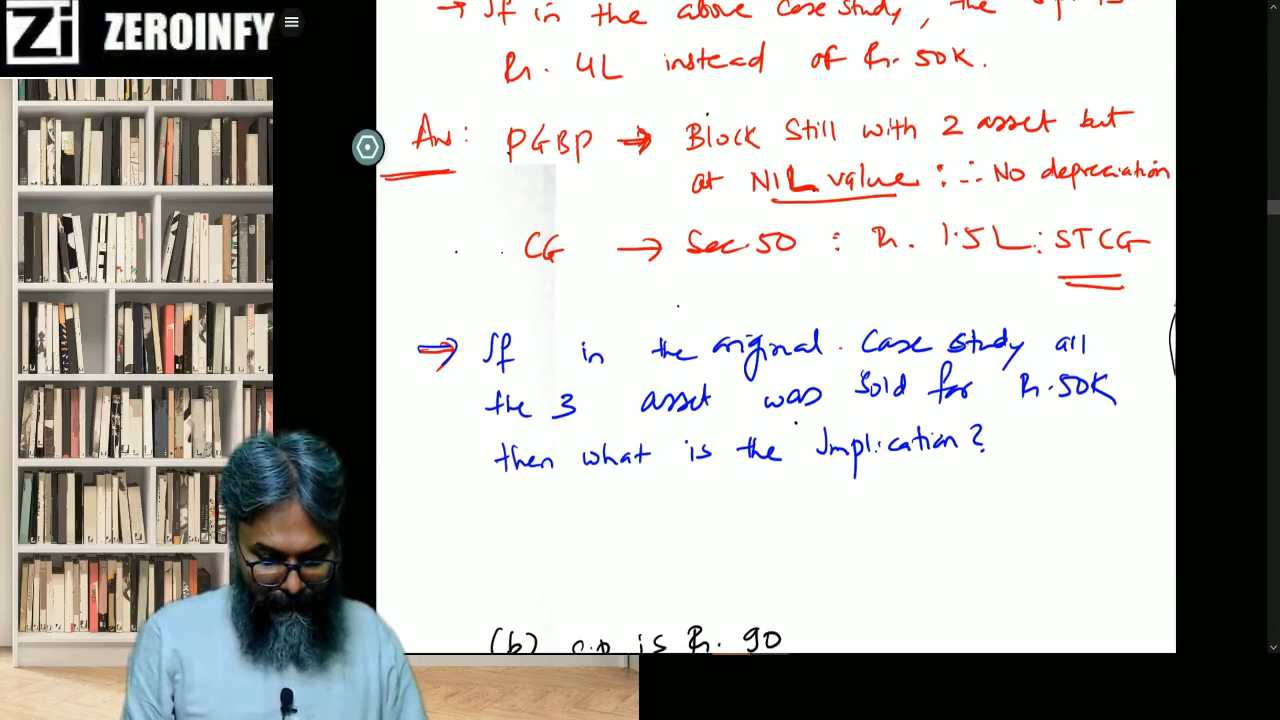 Zi ZEROINFY
→ If in the above Case study, the is
Rs. 4L instead of Rs. 50K.
Ans: PGBP → Block Still with 2 asset but
at NIL value : ∴ No depreciation
CG → Sec. 50 : Rs. 1.5L : STCG
⇒ If in the original Case study all
the 3 asset was Sold for Rs. 50K
then what is the Implication?
(b) is Rs. 90